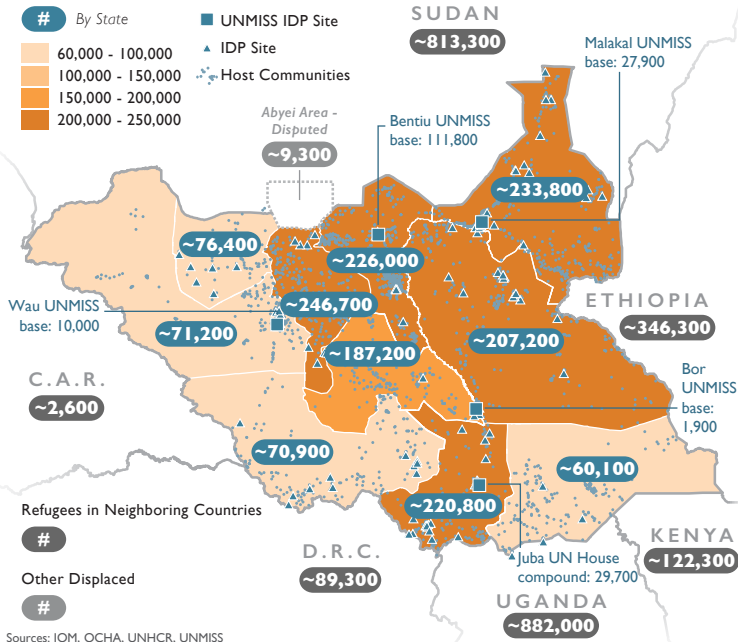 # By State
60,000 - 100,000
100,000 - 150,000
150,000 - 200,000
200,000 - 250,000
UNMISS IDP Site
IDP Site
Host Communities
SUDAN
~813,300
Malakal UNMISS
base: 27,900
Abyei Area -
Disputed
~9,300
Bentiu UNMISS
base: 111,800
~233,800
~76,400
~226,000
~246,700
Wau UNMISS
base: 10,000
~71,200
~187,200
~207,200
ETHIOPIA
~346,300
C.A.R.
~2,600
Bor
UNMISS
base:
1,900
~70,900
~60,100
~220,800
Refugees in Neighboring Countries
#
Other Displaced
#
D.R.C.
~89,300
Juba UN House
compound: 29,700
KENYA
~122,300
UGANDA
~882,000
Sources: IOM, OCHA, UNHCR, UNMISS